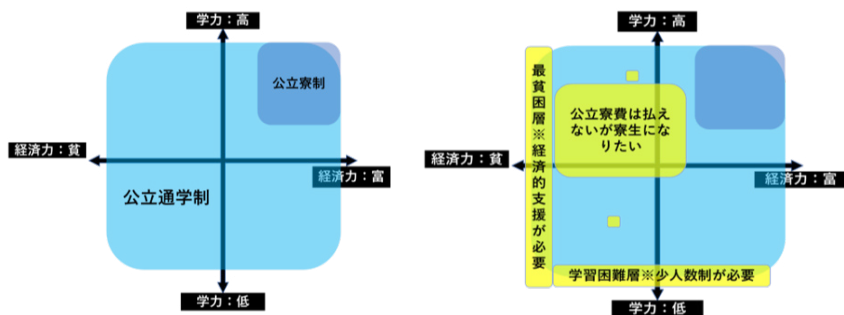 学力：高
公立寮制
経済力：貧
経済力：富
公立通学制
学力：低
学力：高
最貧困層※経済的支援が必要
公立寮費は払え
ないが寮生にな
りたい
経済力：貧
経済力：富
学習困難層※少人数制が必要
学力：低